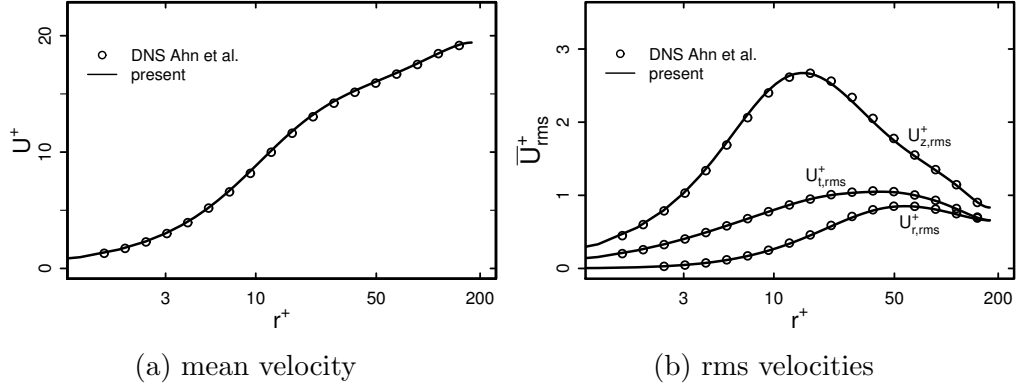 20
10
0
U⁺
DNS Ahn et al.
present
3 10 50 200
r⁺
(a) mean velocity
3
2
1
0
U̅⁺rms
DNS Ahn et al.
present
U⁺z,rms
U⁺t,rms
U⁺r,rms
3 10 50 200
r⁺
(b) rms velocities